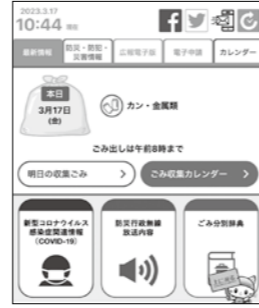 2023.3.17
10:44 現在
最新情報
防災・防犯・
災害情報
広報電子版
電子申請
カレンダー
本日
3月17日
(金)
カン・金属類
ごみ出しは午前8時まで
明日の収集ごみ
ごみ収集カレンダー
新型コロナウイルス
感染症関連情報
(COVID-19)
防災行政無線
放送内容
ごみ分別辞典